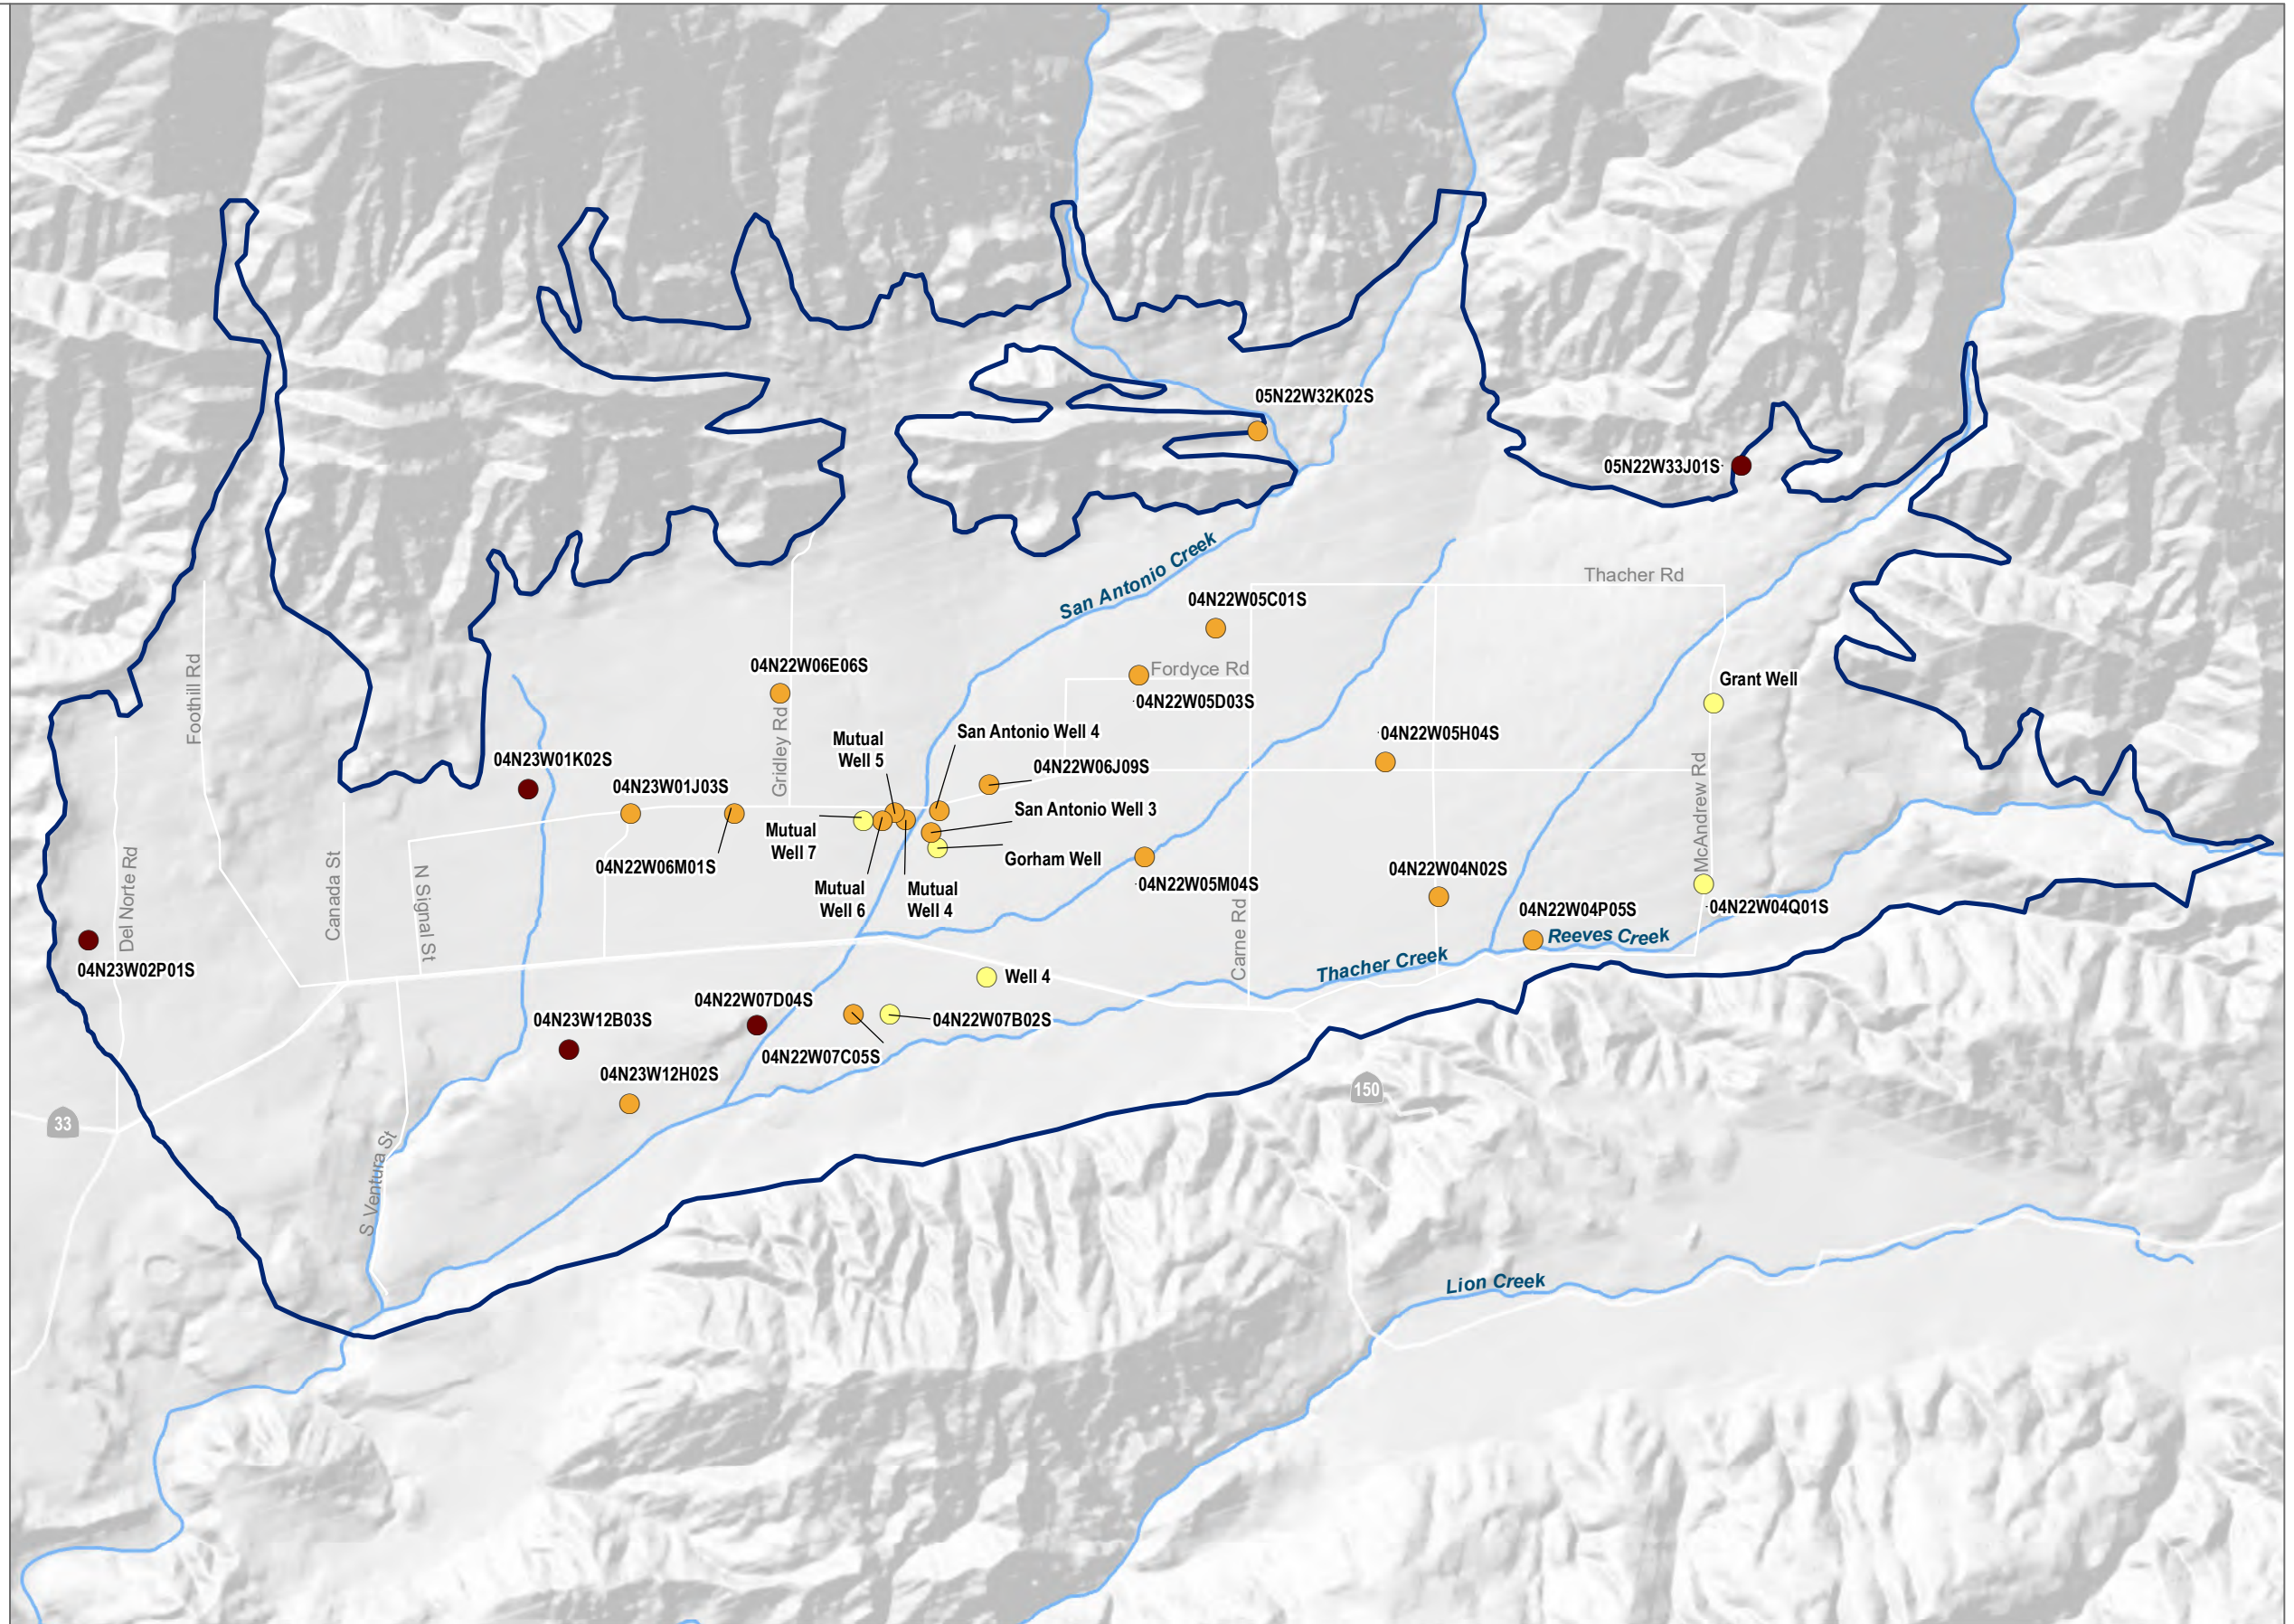 05N22W32K02S
05N22W33J01S
San Antonio Creek
Thacher Rd
04N22W05C01S
Foothill Rd
04N22W06E06S
Fordyce Rd
Grant Well
04N22W05D03S
Gridley Rd
San Antonio Well 4
Mutual
Well 5
04N22W05H04S
04N23W01K02S
04N22W06J09S
McAndrew Rd
04N23W01J03S
San Antonio Well 3
Mutual
Well 7
Gorham Well
04N22W06M01S
04N22W04N02S
Mutual
Well 6
Mutual
Well 4
04N22W05M04S
Del Norte Rd
Canada St
N Signal St
Carne Rd
04N22W04P05S
04N22W04Q01S
Reeves Creek
04N23W02P01S
Thacher Creek
Well 4
04N22W07D04S
04N23W12B03S
04N22W07B02S
04N22W07C05S
04N23W12H02S
150
33
S Ventura St
Lion Creek